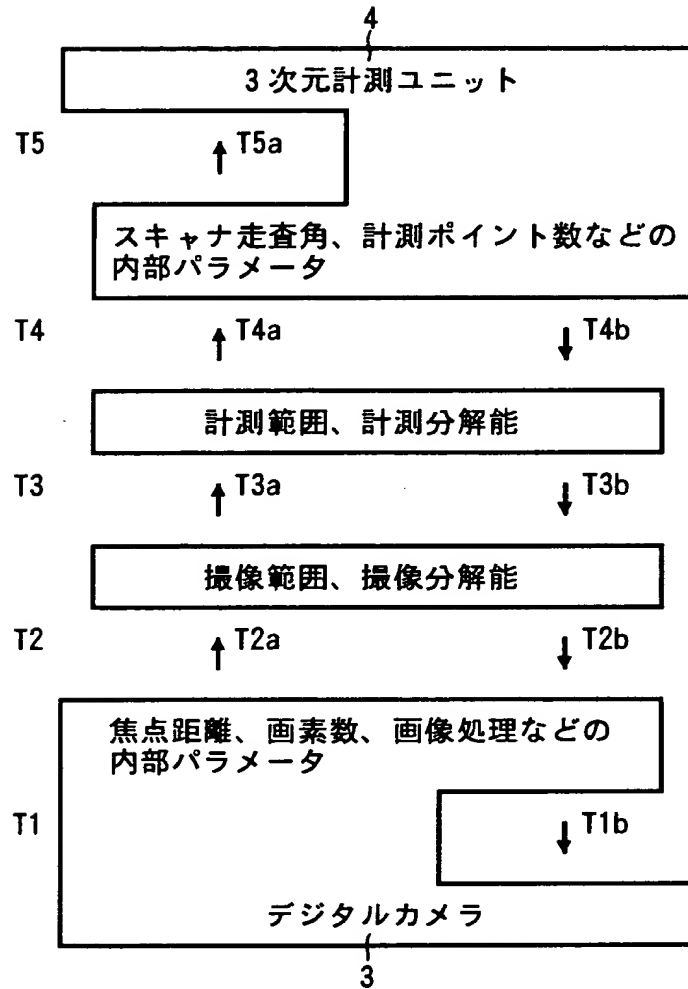 4
3次元計測ユニット
T5
T5a
スキャナ走査角、計測ポイント数などの
内部パラメータ
T4
T4a
T4b
計測範囲、計測分解能
T3
T3a
T3b
撮像範囲、撮像分解能
T2
T2a
T2b
焦点距離、画素数、画像処理などの
内部パラメータ
T1
T1b
デジタルカメラ
3